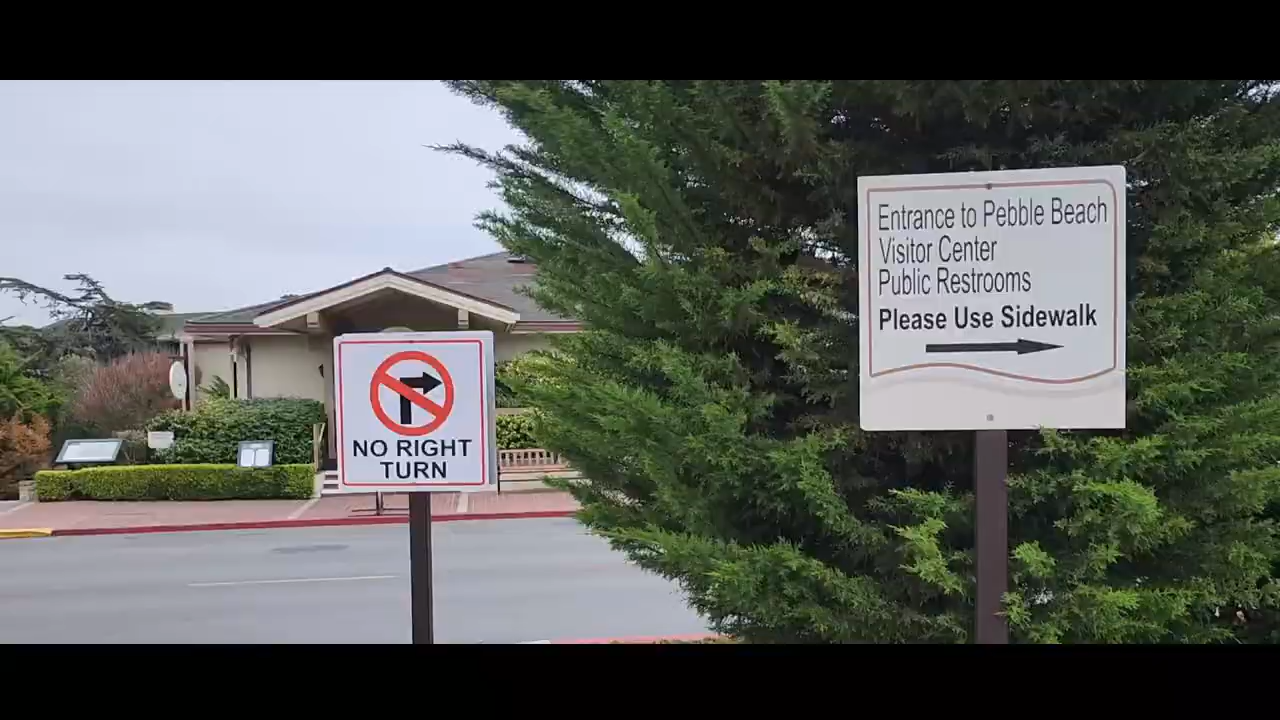 NO RIGHT
TURN
Entrance to Pebble Beach
Visitor Center
Public Restrooms
Please Use Sidewalk